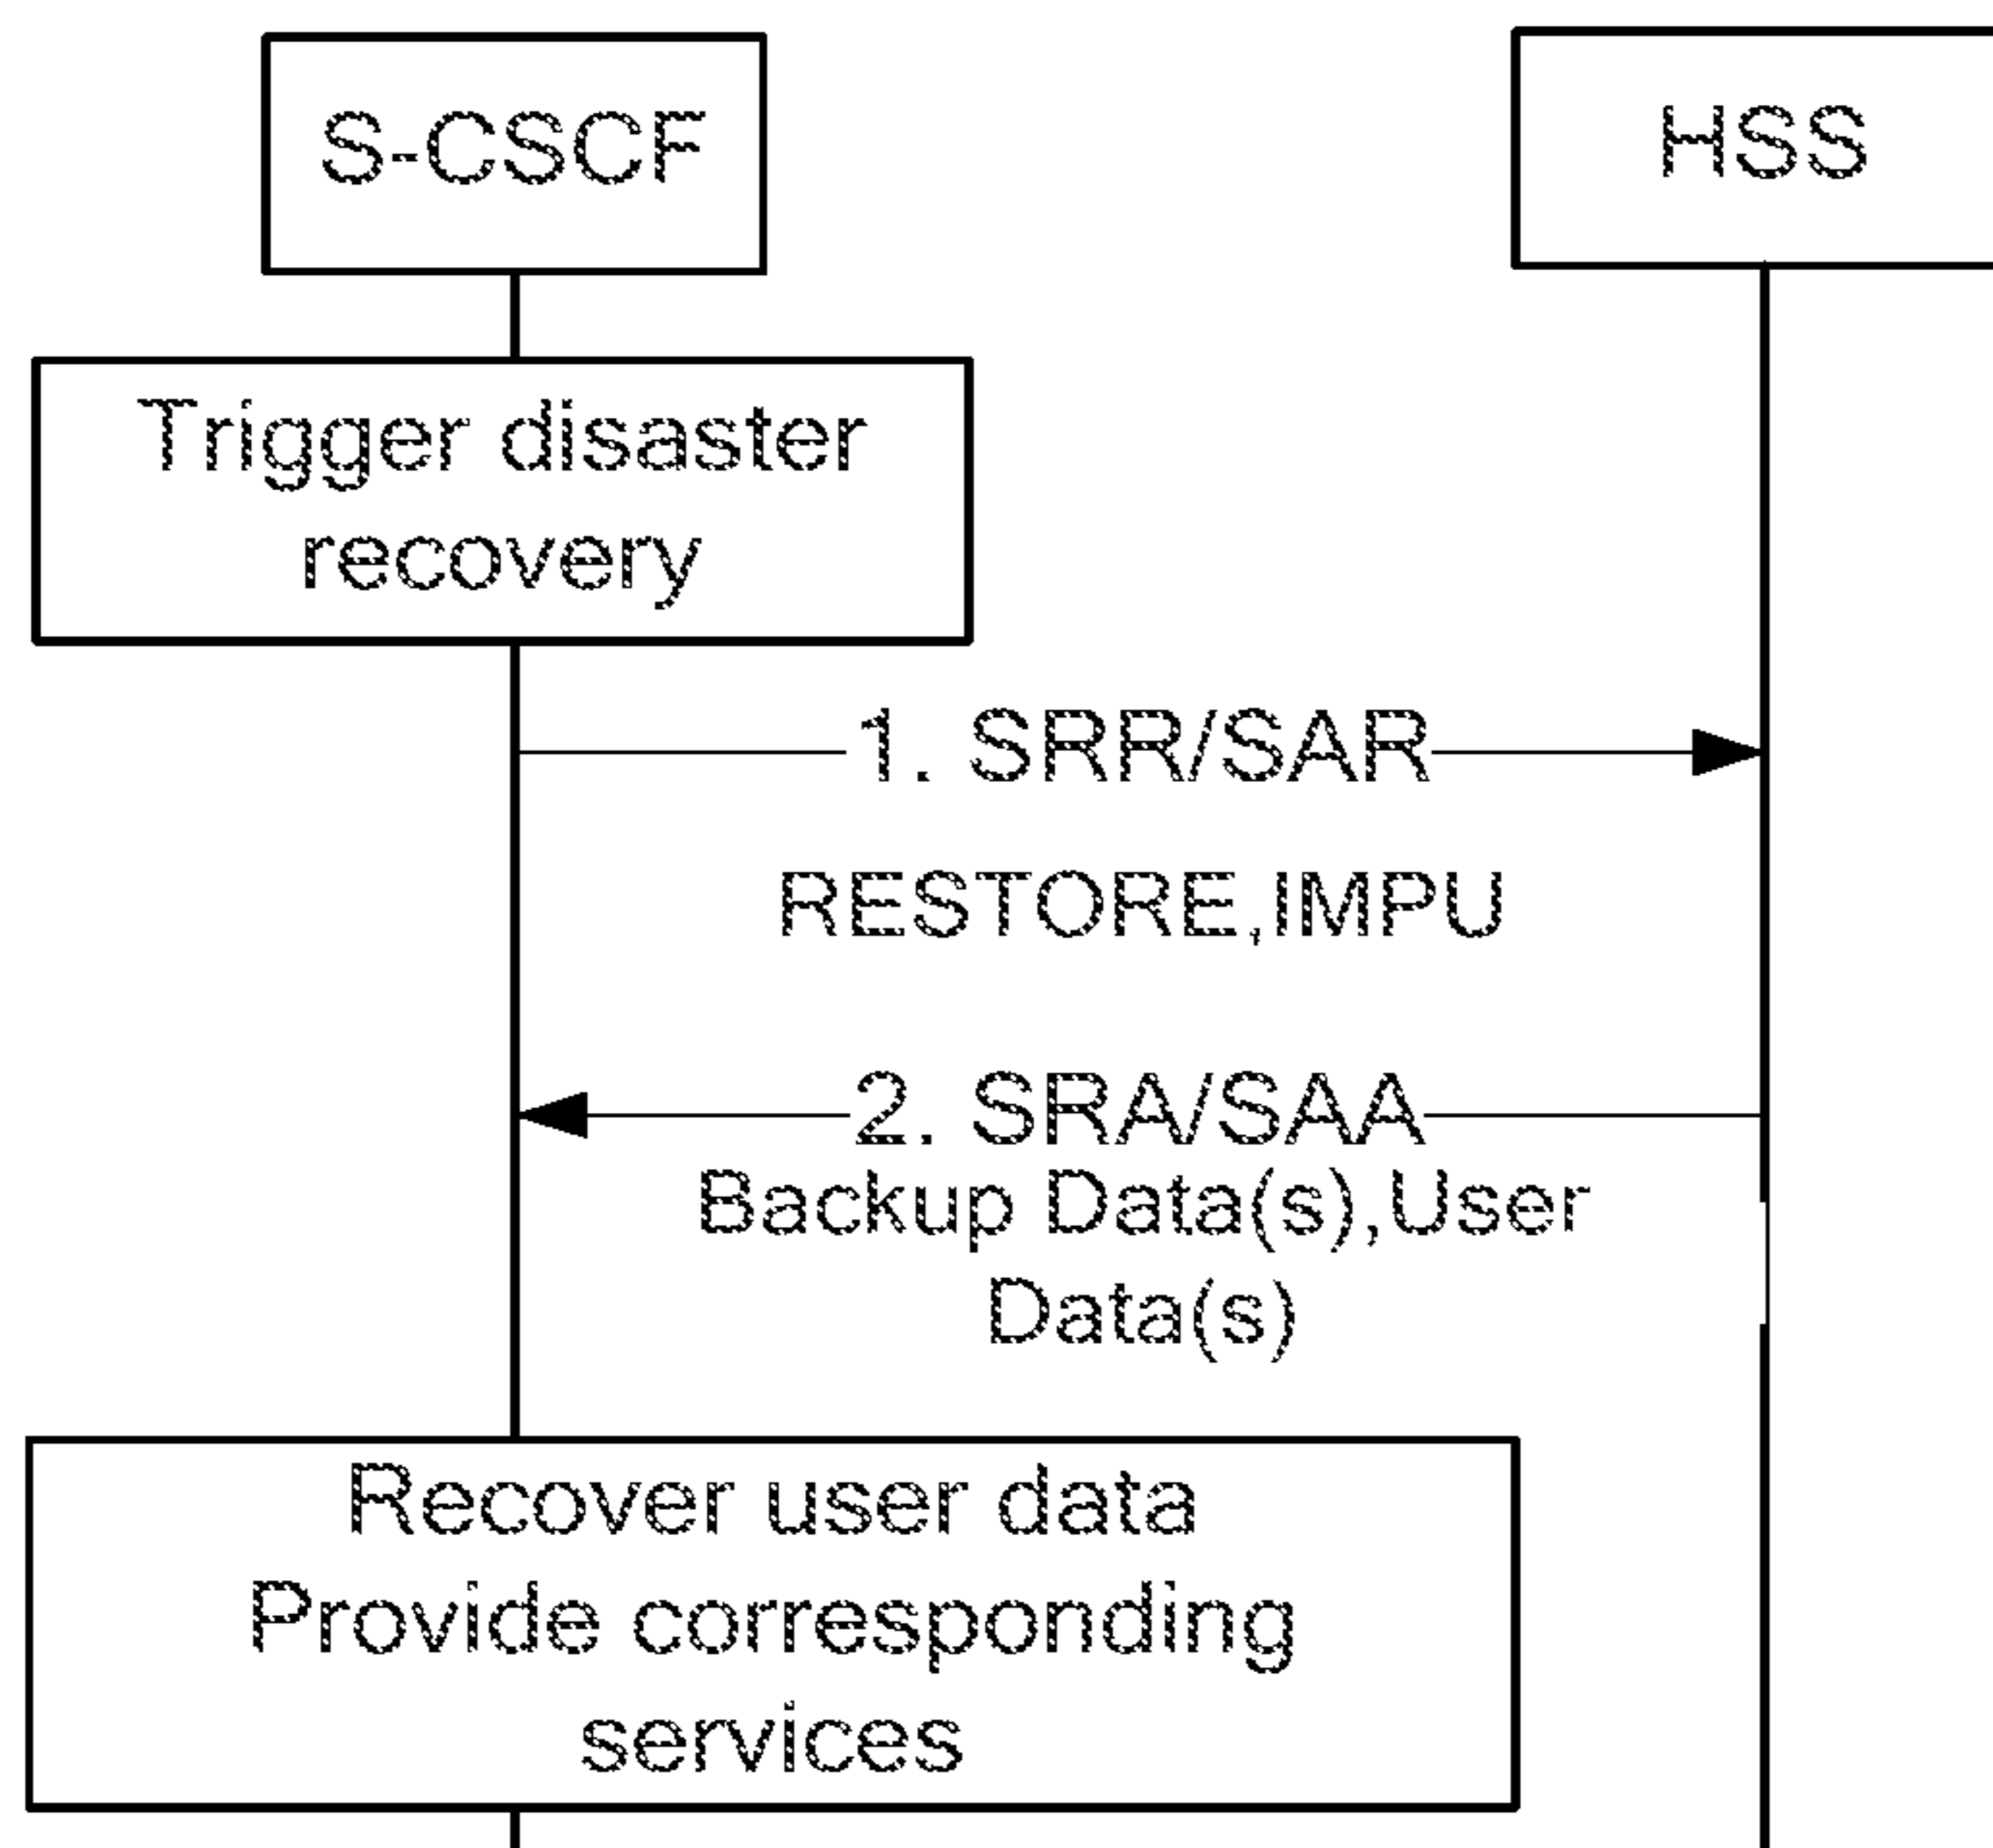 S-CSCF
HSS
Trigger disaster
recovery
1. SRR/SAR
RESTORE,IMPU
2. SRA/SAA
Backup Data(s),User
Data(s)
Recover user data
Provide corresponding
services